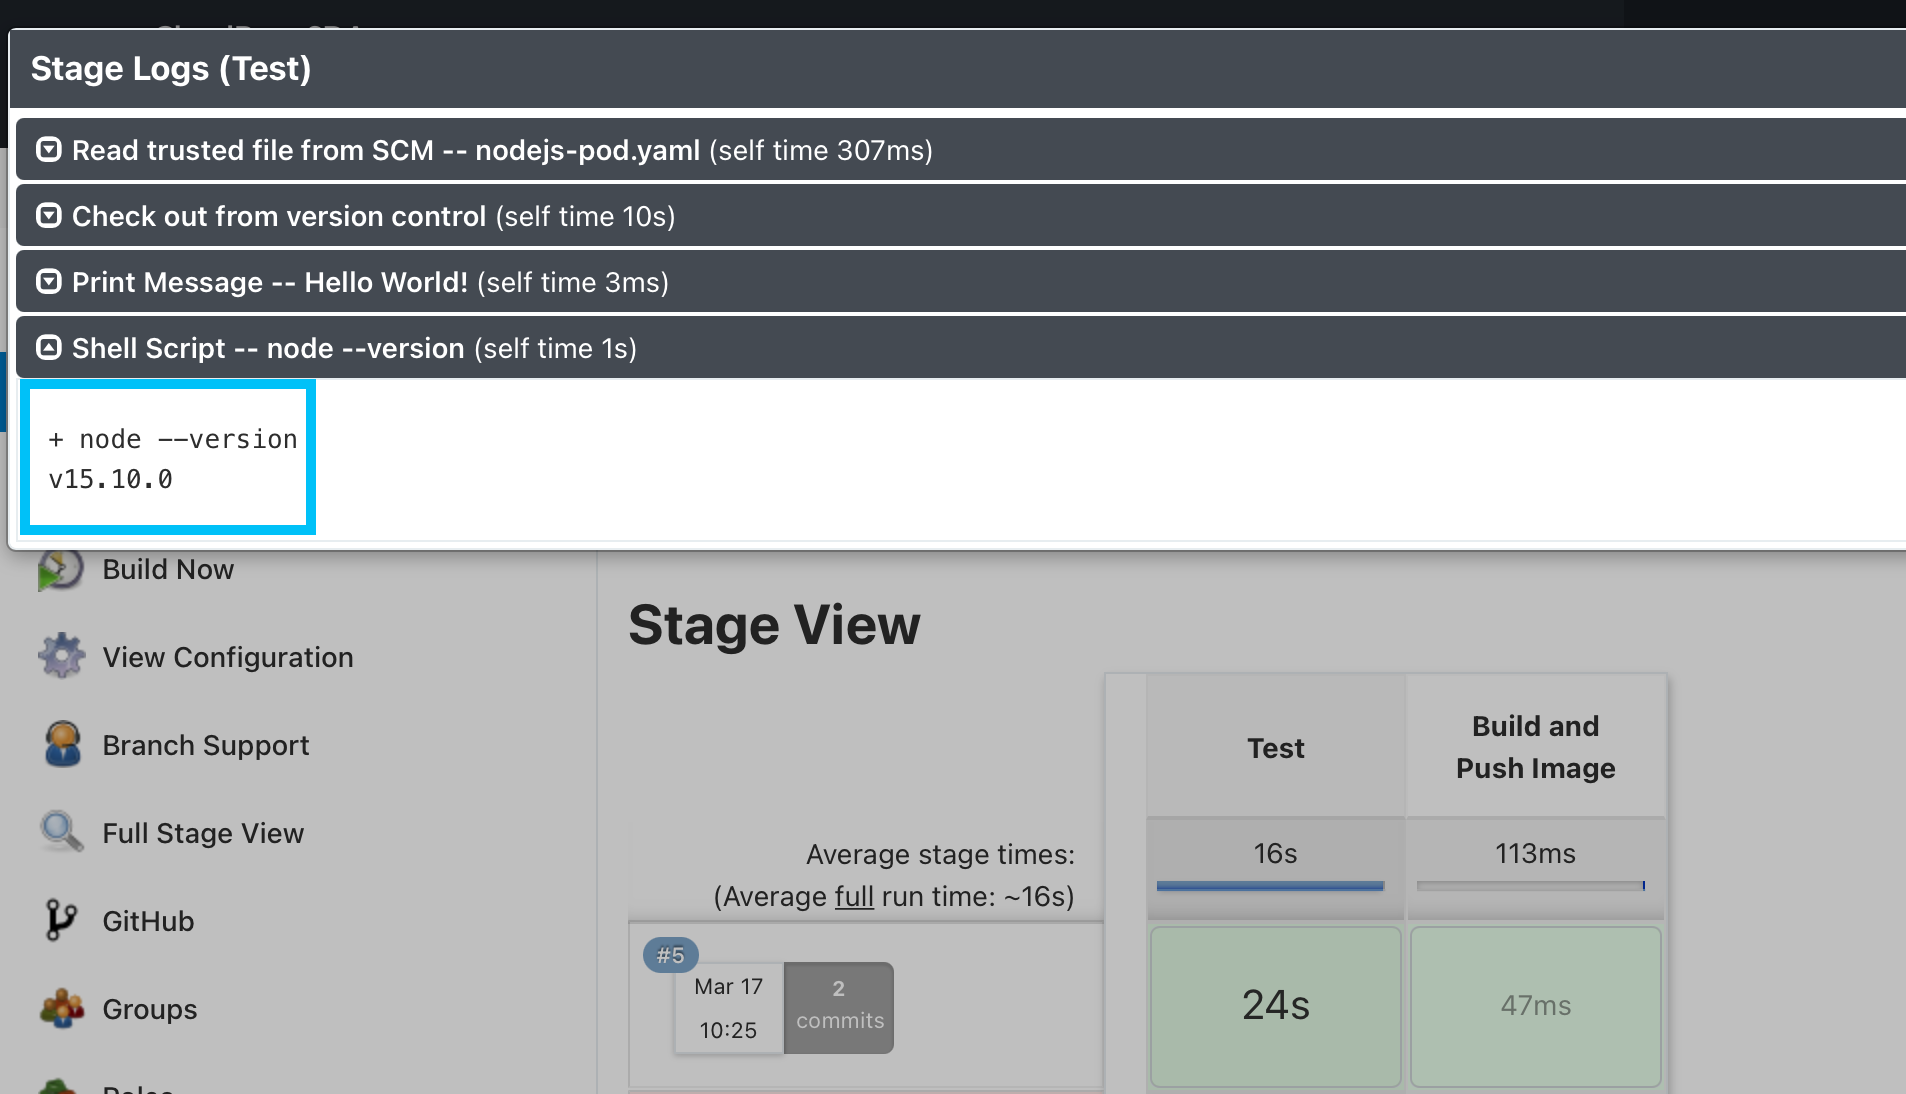 Stage Logs (Test)
Read trusted file from SCM -- nodejs-pod.yaml (self time 307ms)
Check out from version control (self time 10s)
Print Message -- Hello World! (self time 3ms)
Shell Script -- node --version (self time 1s)
+ node --version
v15.10.0
Build Now
View Configuration
Branch Support
Full Stage View
GitHub
Groups
Stage View
Test
Build and
Push Image
Average stage times:
(Average full run time: ~16s)
16s
113ms
#5
Mar 17
10:25
2
commits
24s
47ms